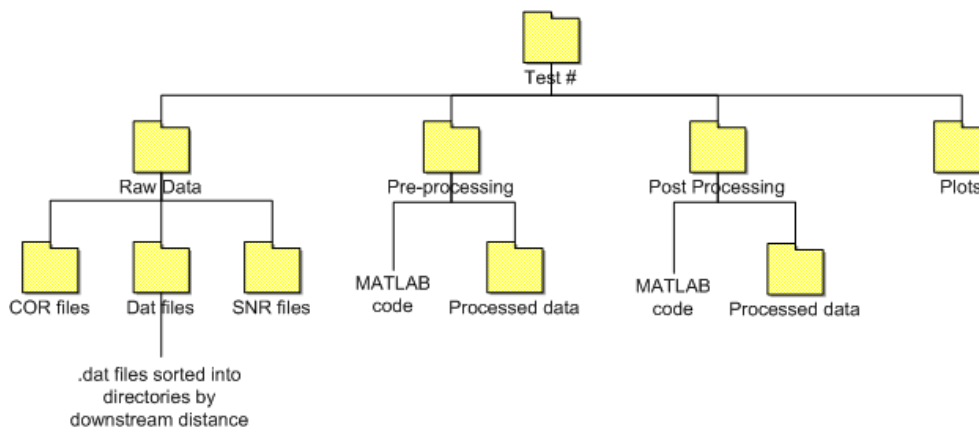 Test #
Raw Data
Pre-processing
Post Processing
Plots
COR files
Dat files
SNR files
MATLAB
code
Processed data
MATLAB
code
Processed data
.dat files sorted into
directories by
downstream distance